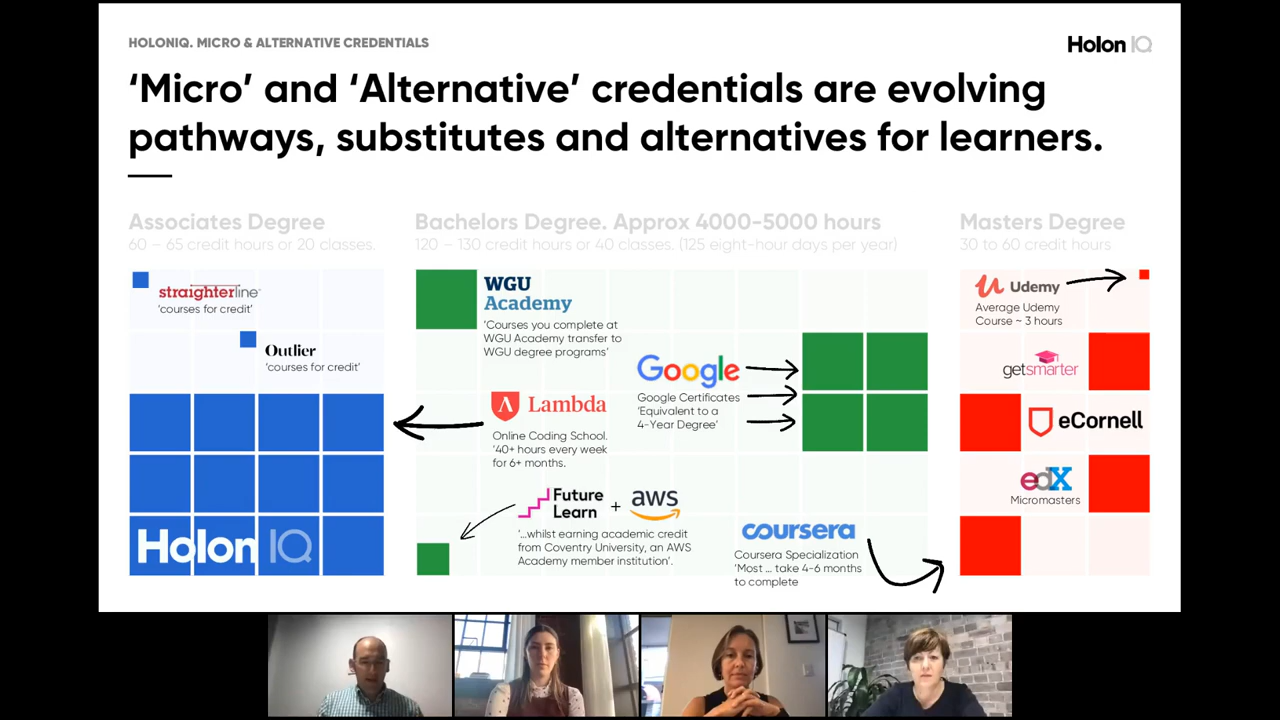 HOLONIQ. MICRO & ALTERNATIVE CREDENTIALS
Holon IQ
‘Micro’ and ‘Alternative’ credentials are evolving
pathways, substitutes and alternatives for learners.
Associates Degree
60 – 65 credit hours or 20 classes.
straighterline
‘courses for credit’
Outlier
‘courses for credit’
Holon IQ
Bachelors Degree. Approx 4000-5000 hours
120 – 130 credit hours or 40 classes. (125 eight-hour days per year)
WGU
Academy
‘Courses you complete at
WGU Academy transfer to
WGU degree programs’
Google
Google Certificates
‘Equivalent to a
4-Year Degree’
Lambda
Online Coding School.
‘40+ hours every week
for 6+ months.
Future
Learn
+
aws
‘...whilst earning academic credit
from Coventry University, an AWS
Academy member institution’.
coursera
Coursera Specialization
‘Most ... take 4-6 months
to complete
Masters Degree
30 to 60 credit hours
Udemy
Average Udemy
Course ~ 3 hours
getsmarter
eCornell
edX
Micromasters